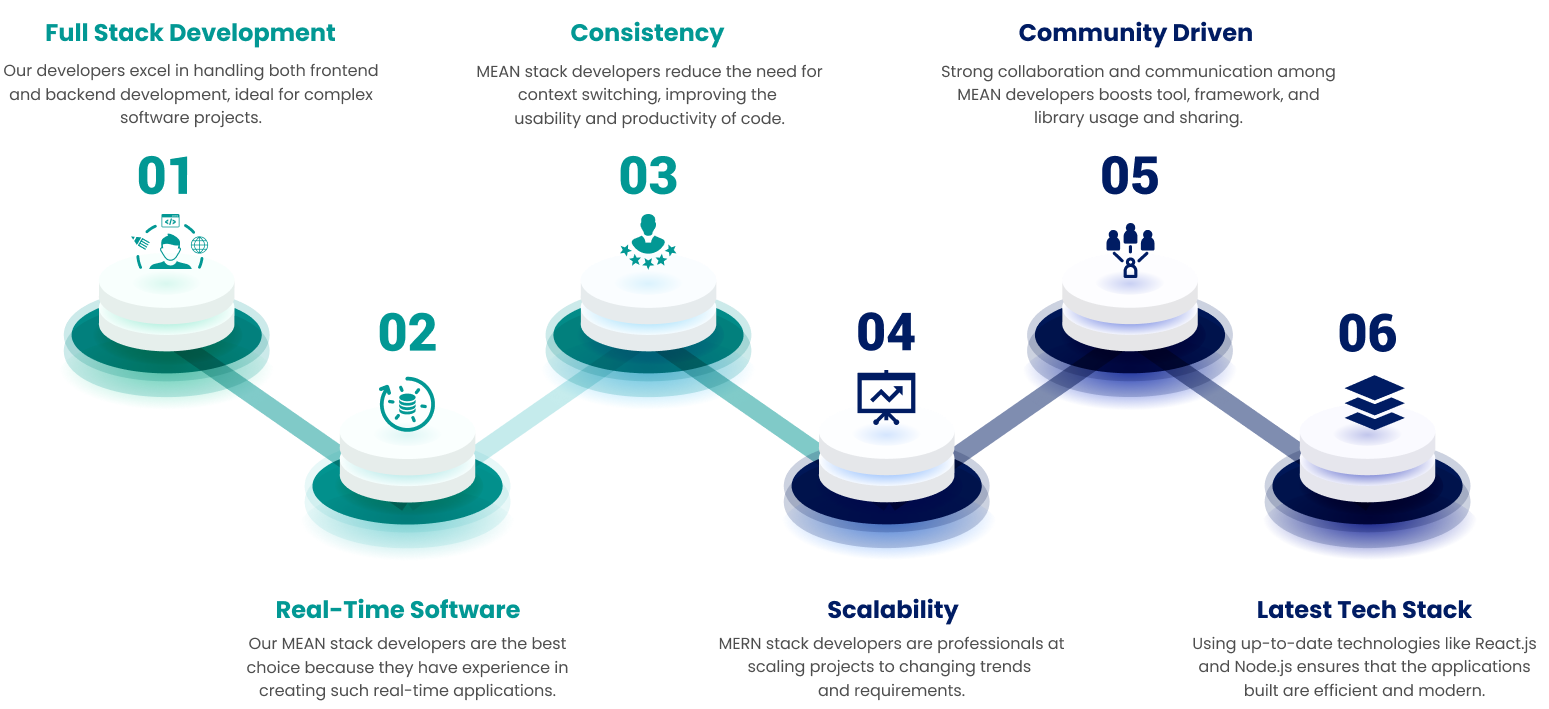 Full Stack Development
Our developers excel in handling both frontend
and backend development, ideal for complex
software projects.
01
02
Real-Time Software
Our MEAN stack developers are the best
choice because they have experience in
creating such real-time applications.
Consistency
MEAN stack developers reduce the need for
context switching, improving the
usability and productivity of code.
03
04
Scalability
MERN stack developers are professionals at
scaling projects to changing trends
and requirements.
Community Driven
Strong collaboration and communication among
MEAN developers boosts tool, framework, and
library usage and sharing.
05
06
Latest Tech Stack
Using up-to-date technologies like React.js
and Node.js ensures that the applications
built are efficient and modern.